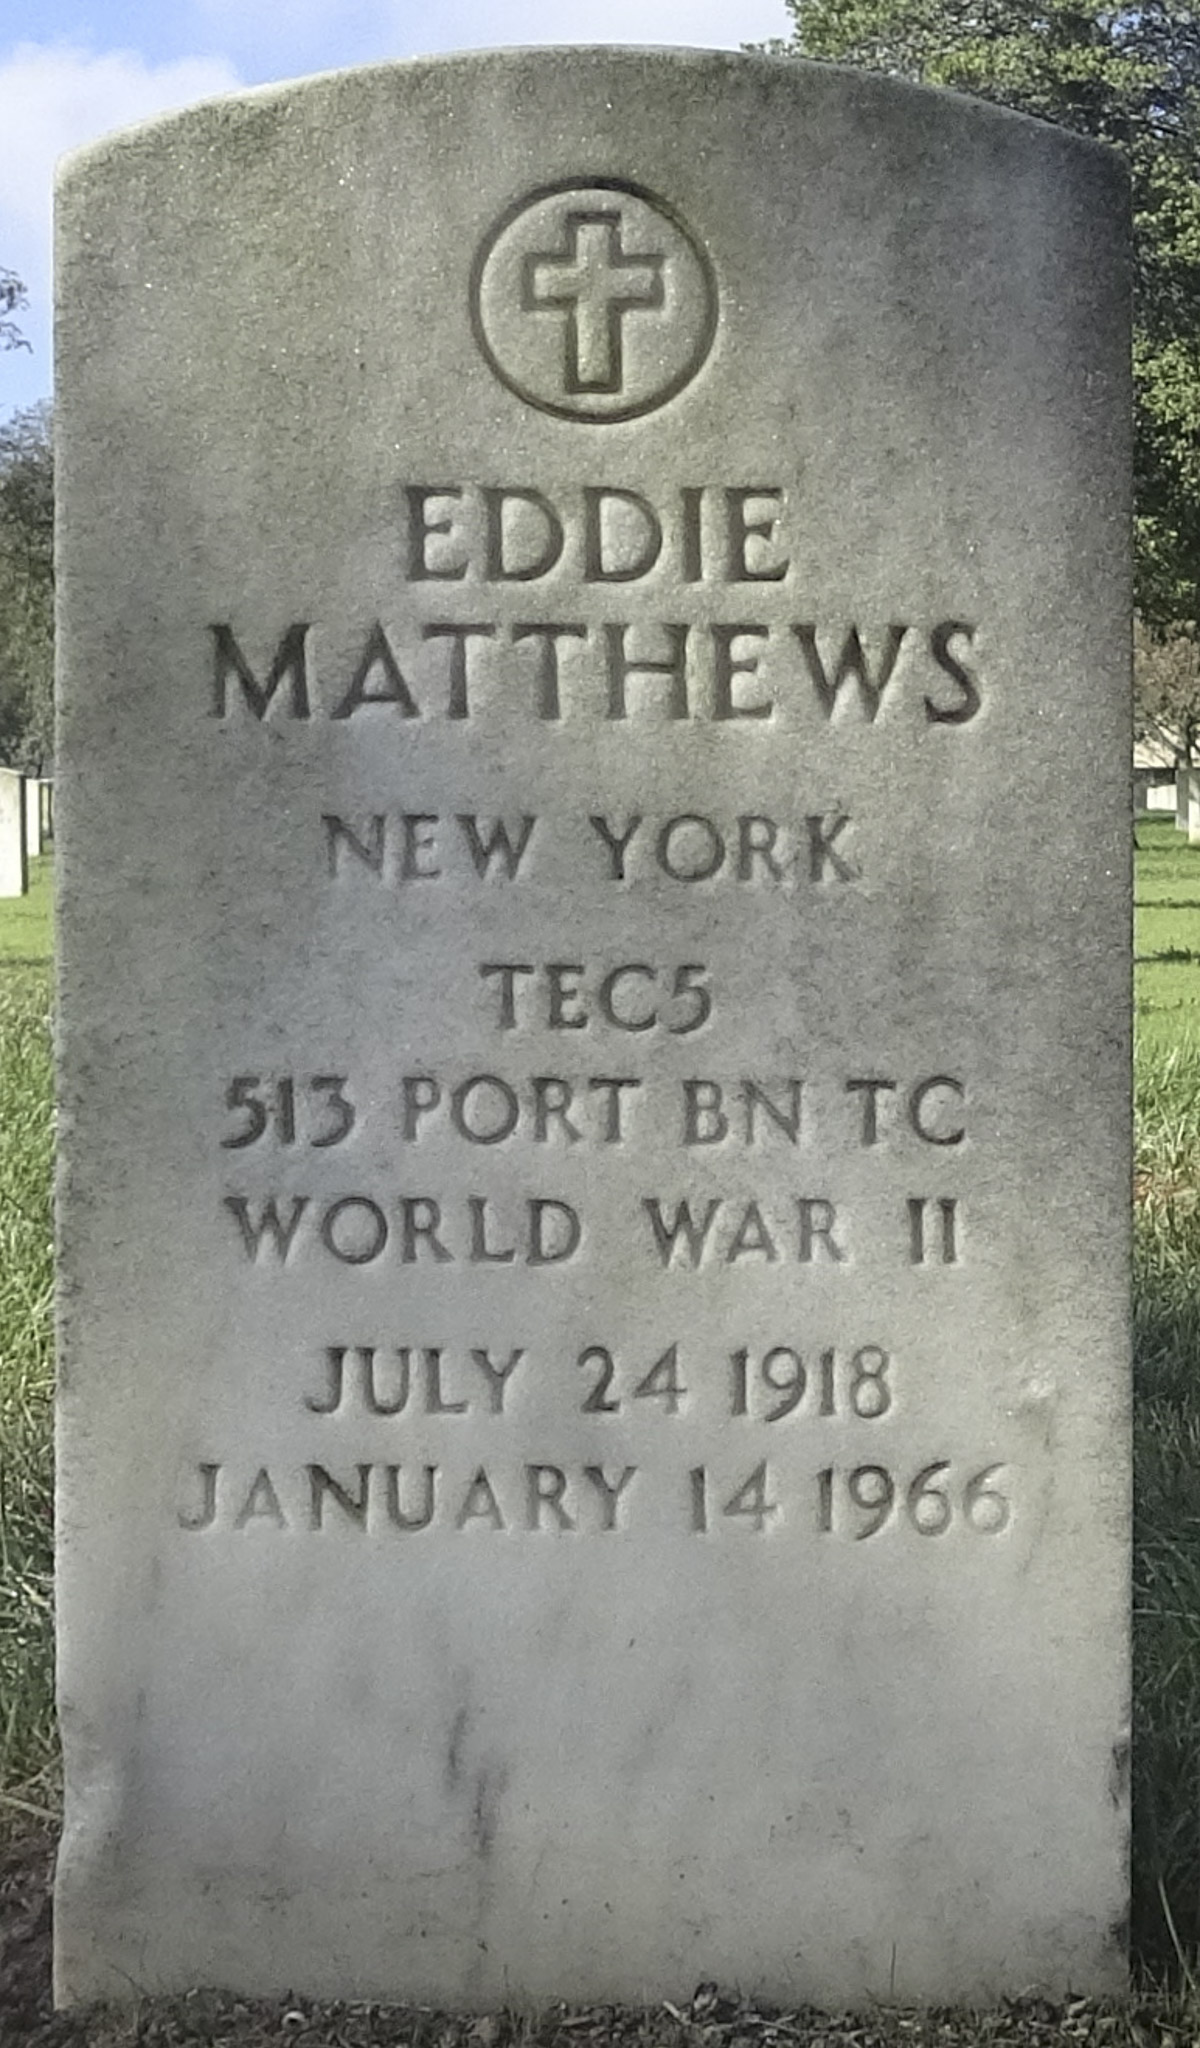 EDDIE
MATTHEWS
NEW YORK
TEC5
513 PORT BN TC
WORLD WAR II
JULY 24 1918
JANUARY 14 1966